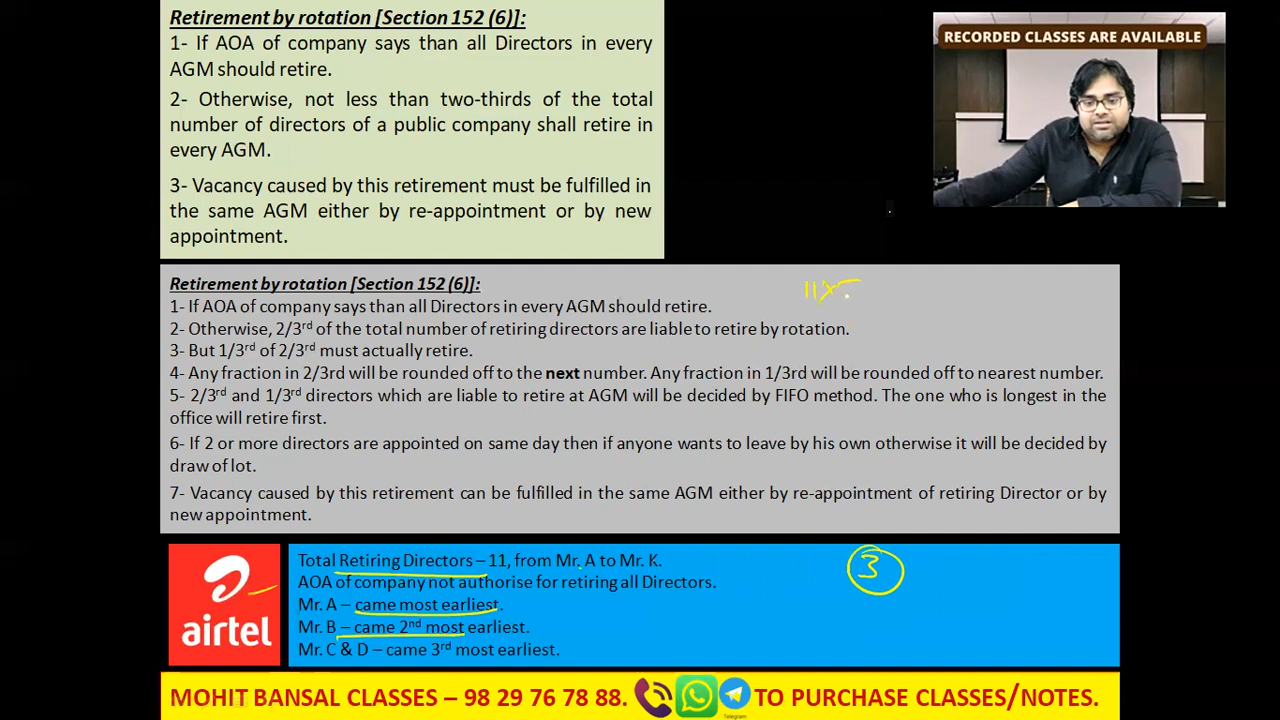 Retirement by rotation [Section 152 (6)]:
1- If AOA of company says than all Directors in every
AGM should retire.
2- Otherwise, not less than two-thirds of the total
number of directors of a public company shall retire in
every AGM.
3- Vacancy caused by this retirement must be fulfilled in
the same AGM either by re-appointment or by new
appointment.
RECORDED CLASSES ARE AVAILABLE
Retirement by rotation [Section 152 (6)]:
11×
1- If AOA of company says than all Directors in every AGM should retire.
2- Otherwise, 2/3rd of the total number of retiring directors are liable to retire by rotation.
3- But 1/3rd of 2/3rd must actually retire.
4- Any fraction in 2/3rd will be rounded off to the next number. Any fraction in 1/3rd will be rounded off to nearest number.
5- 2/3rd and 1/3rd directors which are liable to retire at AGM will be decided by FIFO method. The one who is longest in the
office will retire first.
6- If 2 or more directors are appointed on same day then if anyone wants to leave by his own otherwise it will be decided by
draw of lot.
7- Vacancy caused by this retirement can be fulfilled in the same AGM either by re-appointment of retiring Director or by
new appointment.
airtel
Total Retiring Directors – 11, from Mr. A to Mr. K.
AOA of company not authorise for retiring all Directors.
Mr. A – came most earliest.
Mr. B – came 2nd most earliest.
Mr. C & D – came 3rd most earliest.
3
MOHIT BANSAL CLASSES – 98 29 76 78 88.
Telegram
TO PURCHASE CLASSES/NOTES.